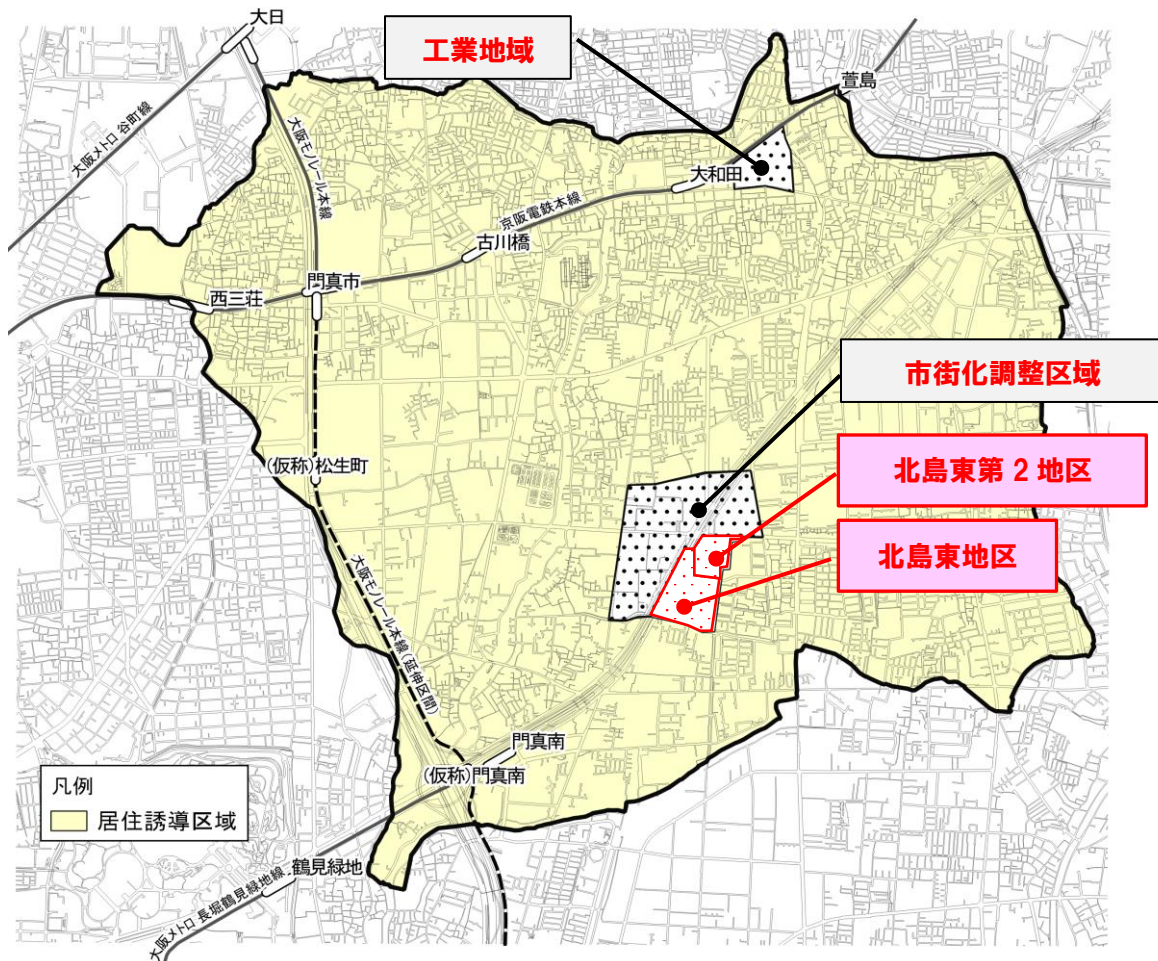 大日
工業地域
萱島
大阪メトロ 谷町線
大阪モノレール本線
大和田
京阪電鉄本線
古川橋
門真市
西三荘
市街化調整区域
北島東第2地区
(仮称)松生町
北島東地区
大阪モノレール本線(延伸区間)
門真南
(仮称)門真南
凡例
居住誘導区域
鶴見緑地
大阪メトロ 長堀鶴見緑地線